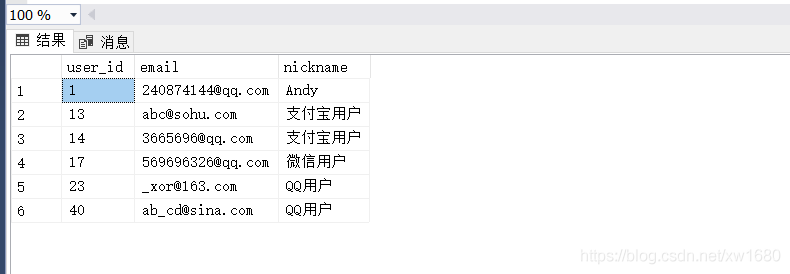 100 %
结果 消息
user_id email nickname
1 1 240874144@qq.com Andy
2 13 abc@sohu.com 支付宝用户
3 14 3665696@qq.com 支付宝用户
4 17 569696326@qq.com 微信用户
5 23 _xor@163.com QQ用户
6 40 ab_cd@sina.com QQ用户
https://blog.csdn.net/xw1680